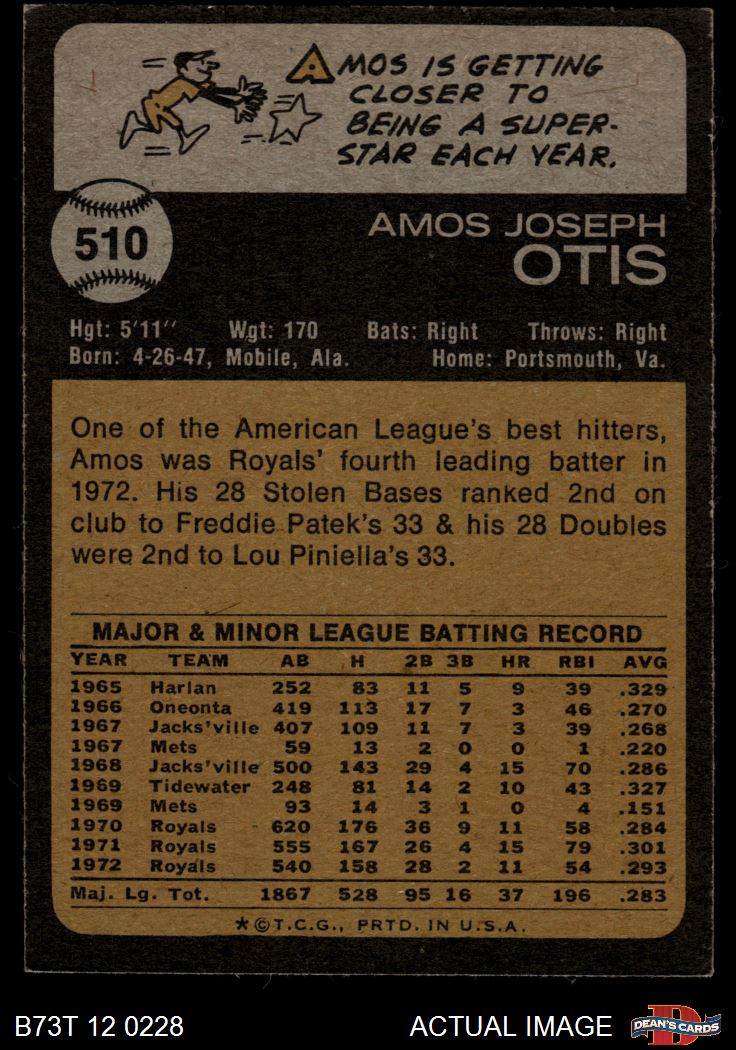 AMOS IS GETTING
CLOSER TO
BEING A SUPER-
STAR EACH YEAR.
510
AMOS JOSEPH
OTIS
Hgt: 5'11" Wgt: 170 Bats: Right Throws: Right
Born: 4-26-47, Mobile, Ala. Home: Portsmouth, Va.
One of the American League's best hitters,
Amos was Royals' fourth leading batter in
1972. His 28 Stolen Bases ranked 2nd on
club to Freddie Patek's 33 & his 28 Doubles
were 2nd to Lou Piniella's 33.
MAJOR & MINOR LEAGUE BATTING RECORD
YEAR TEAM AB H 2B 3B HR RBI AVG
1965 Harlan 252 83 11 5 9 39 .329
1966 Oneonta 419 113 17 7 3 46 .270
1967 Jacks'ville 407 109 11 7 3 39 .268
1967 Mets 59 13 2 0 0 1 .220
1968 Jacks'ville 500 143 29 4 15 70 .286
1969 Tidewater 248 81 14 2 10 43 .327
1969 Mets 93 14 3 1 0 4 .151
1970 Royals 620 176 36 9 11 58 .284
1971 Royals 555 167 26 4 15 79 .301
1972 Royals 540 158 28 2 11 54 .293
Maj. Lg. Tot. 1867 528 95 16 37 196 .283
*©T.C.G., PRTD. IN U.S.A.
B73T 12 0228 ACTUAL IMAGE D DEAN'S CARDS